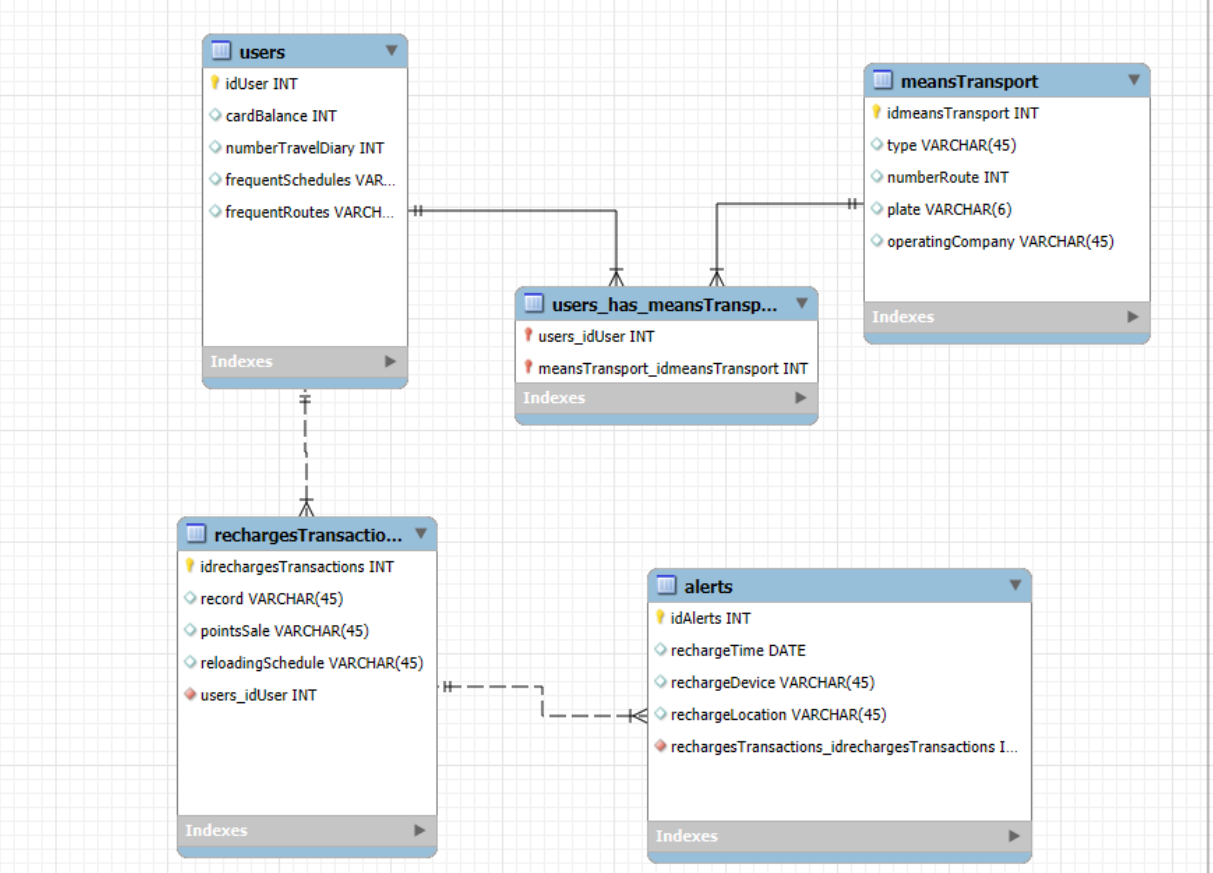 users
idUser INT
cardBalance INT
numberTravelDiary INT
frequentSchedules VAR...
frequentRoutes VARCH...
Indexes
meansTransport
idmeansTransport INT
type VARCHAR(45)
numberRoute INT
plate VARCHAR(6)
operatingCompany VARCHAR(45)
Indexes
users_has_meansTransp...
users_idUser INT
meansTransport_idmeansTransport INT
Indexes
rechargesTransactio...
idrechargesTransactions INT
record VARCHAR(45)
pointsSale VARCHAR(45)
reloadingSchedule VARCHAR(45)
users_idUser INT
Indexes
alerts
idAlerts INT
rechargeTime DATE
rechargeDevice VARCHAR(45)
rechargeLocation VARCHAR(45)
rechargesTransactions_idrechargesTransactions I...
Indexes